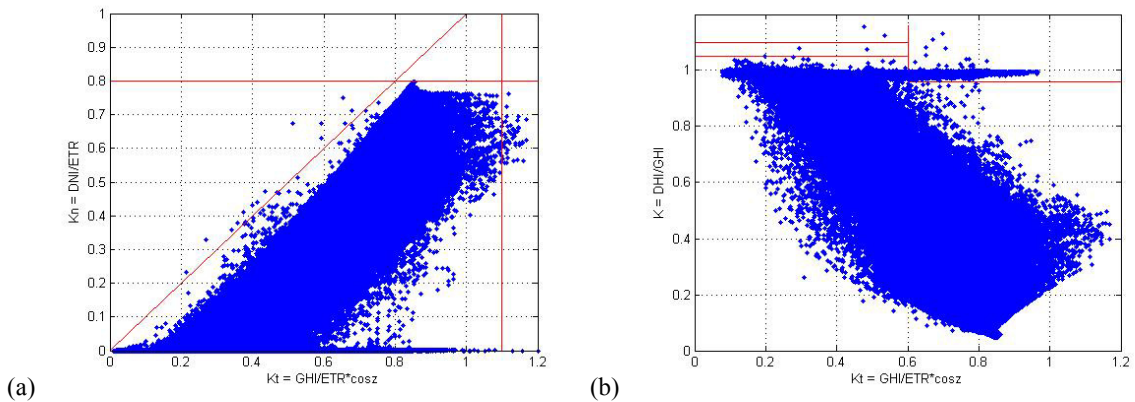 1
0.9
0.8
0.7
0.6
0.5
0.4
0.3
0.2
0.1
0
Kn = DNI/ETR
0 0.2 0.4 0.6 0.8 1 1.2
Kt = GHI/ETR*cosz
(a)
1
0.8
0.6
0.4
0.2
0
K = DHI/GHI
0 0.2 0.4 0.6 0.8 1 1.2
Kt = GHI/ETR*cosz
(b)